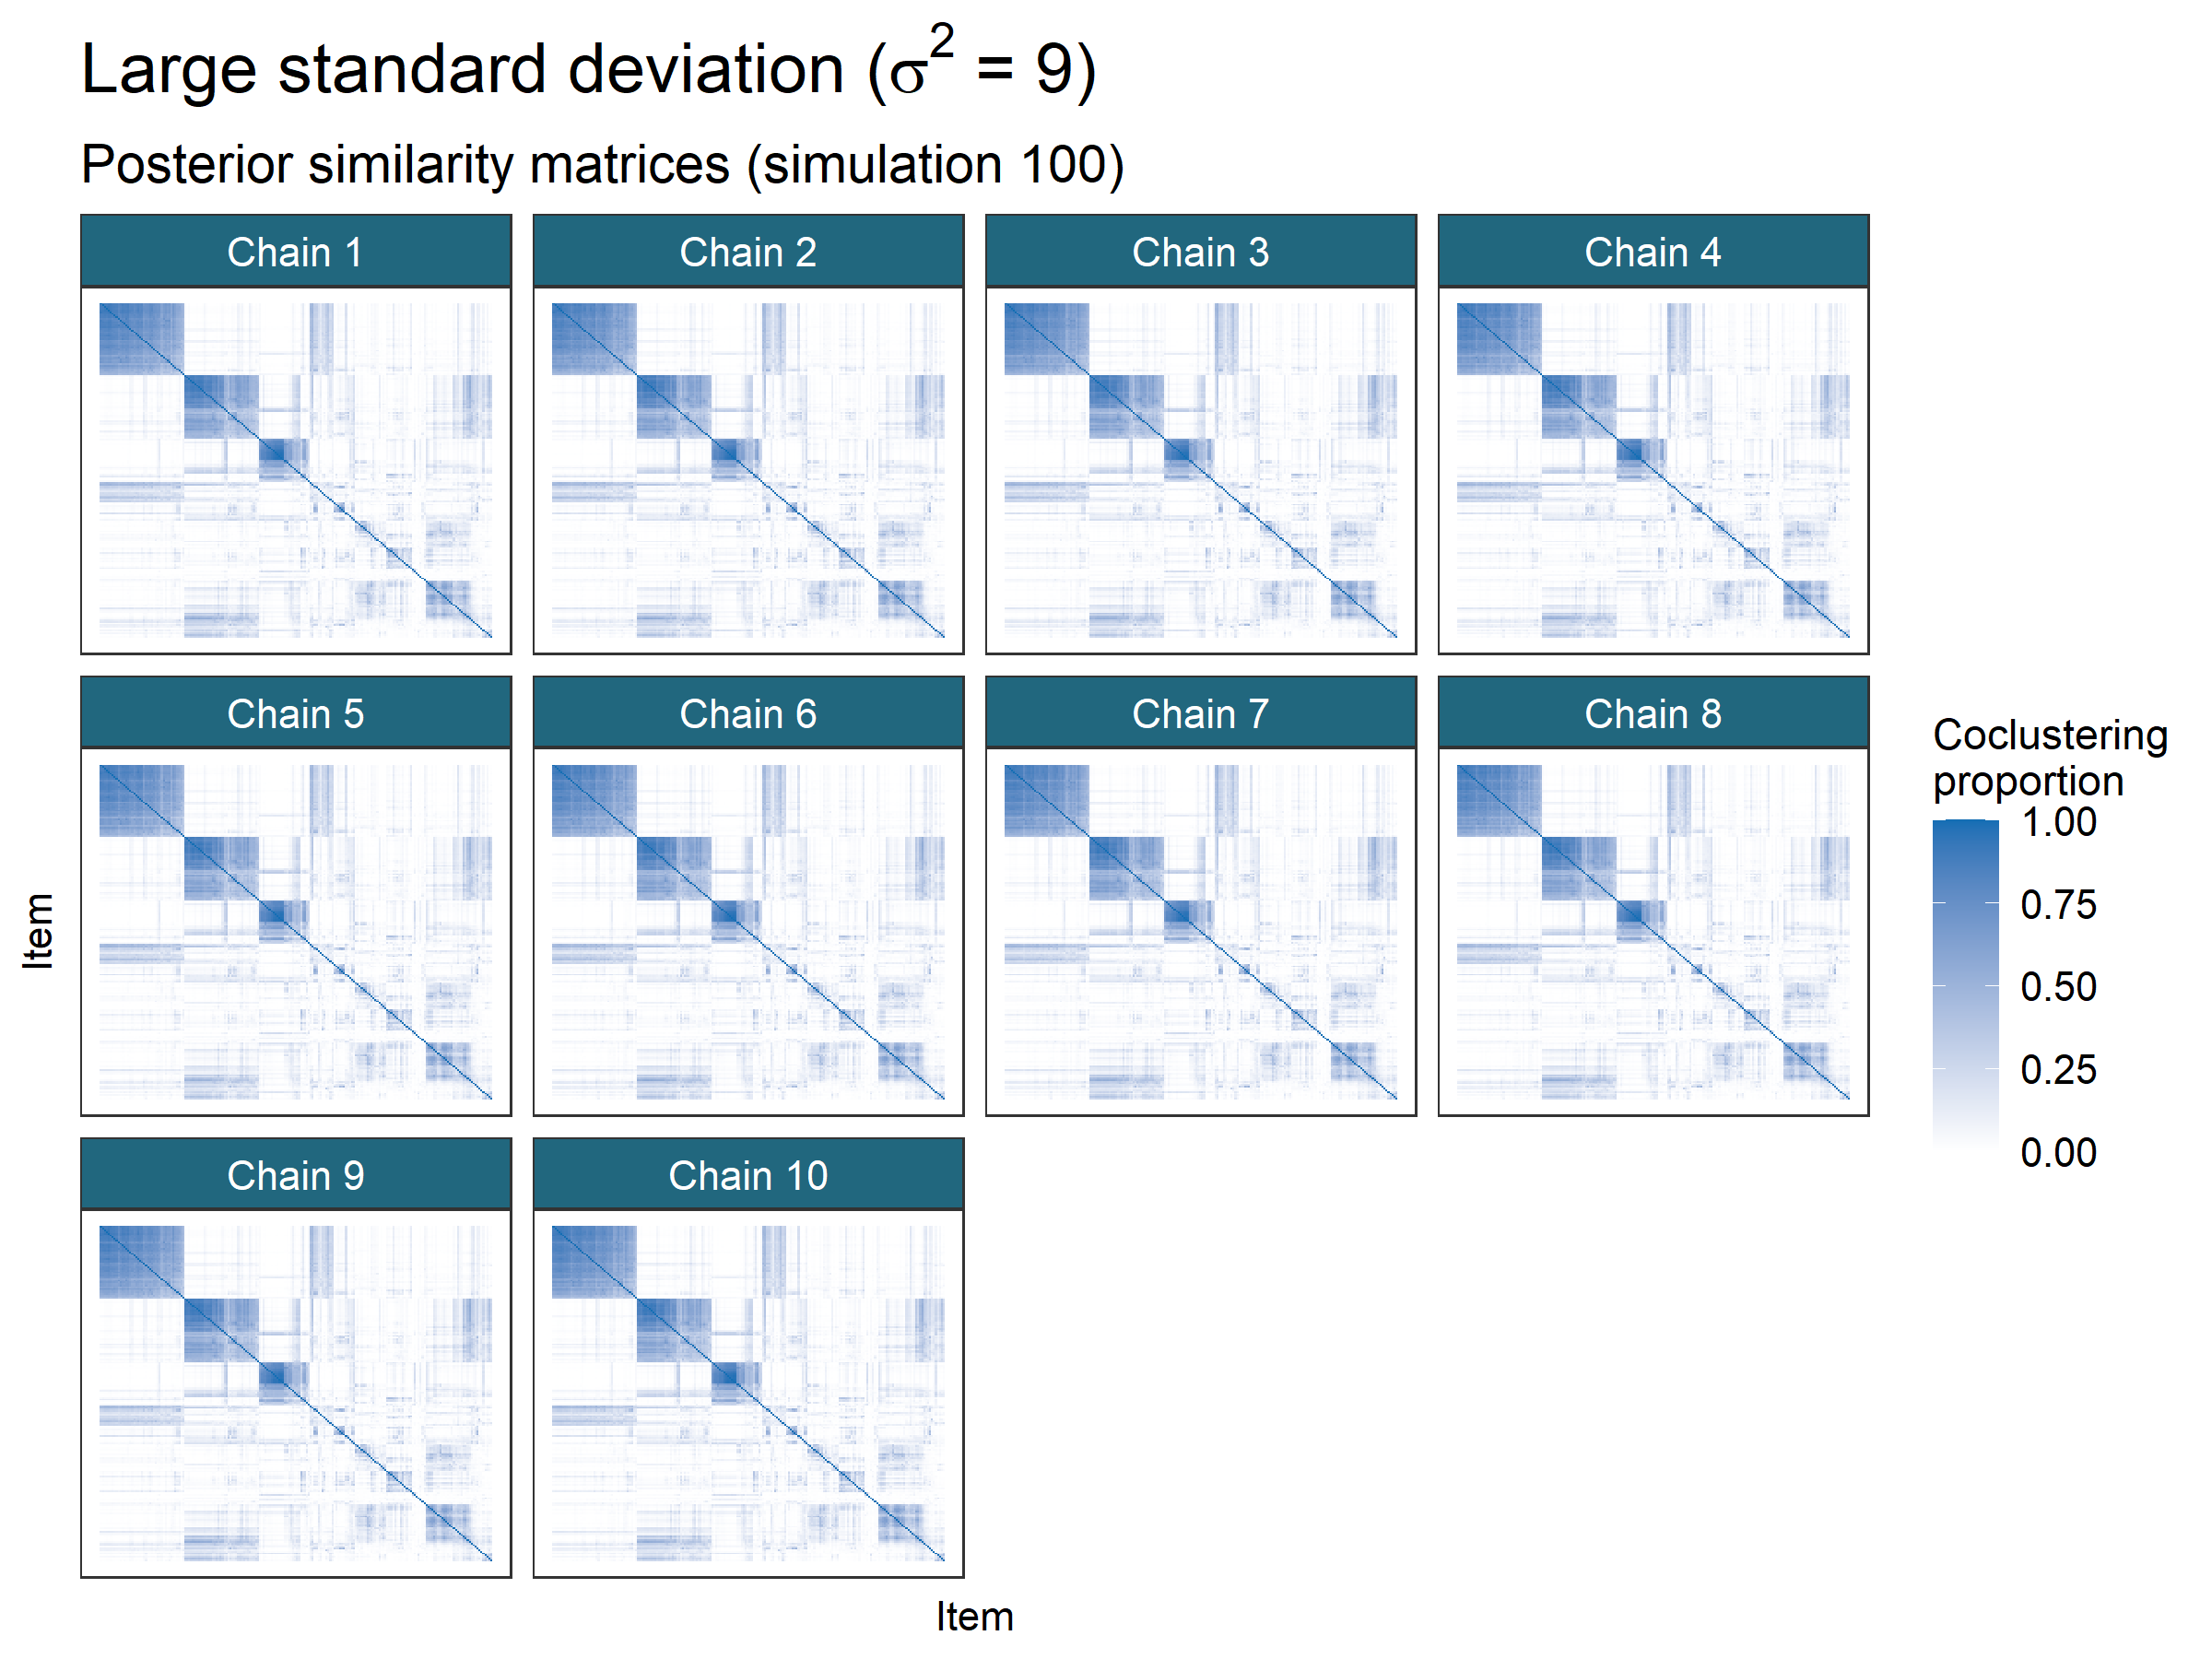 Large standard deviation (σ² = 9)
Posterior similarity matrices (simulation 100)
Chain 1
Chain 2
Chain 3
Chain 4
Chain 5
Chain 6
Chain 7
Chain 8
Chain 9
Chain 10
Item
Item
Coclustering
proportion
1.00
0.75
0.50
0.25
0.00